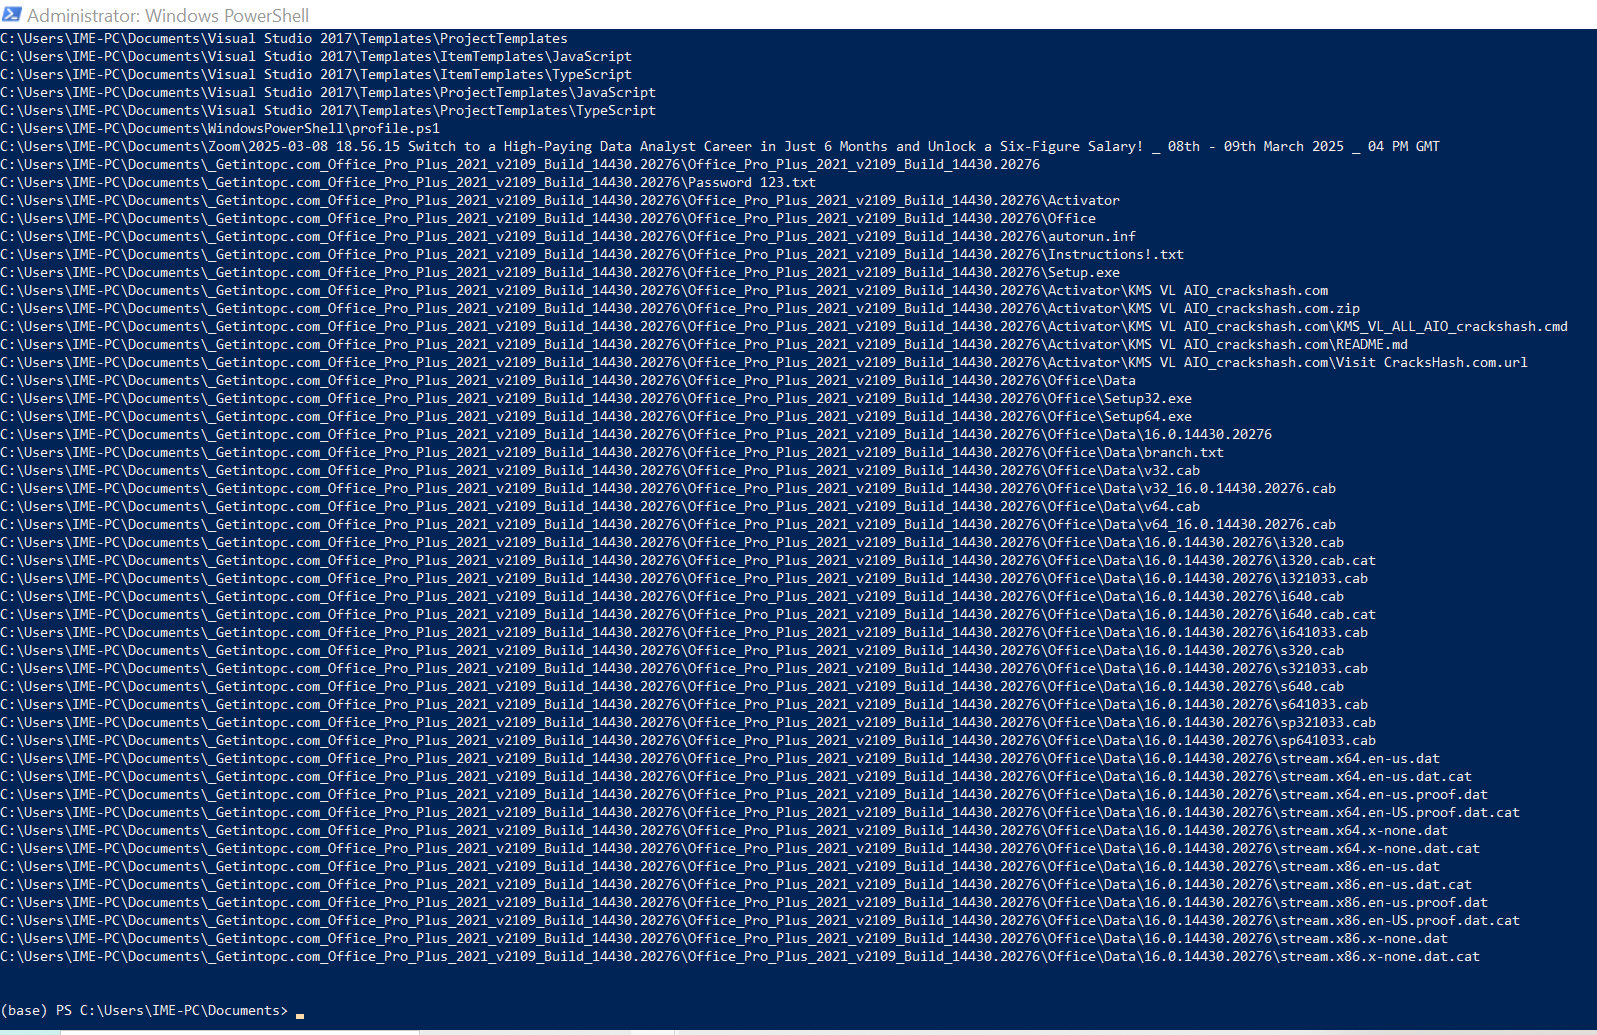 Administrator: Windows PowerShell
C:\Users\IME-PC\Documents\Visual Studio 2017\Templates\ProjectTemplates
C:\Users\IME-PC\Documents\Visual Studio 2017\Templates\ItemTemplates\JavaScript
C:\Users\IME-PC\Documents\Visual Studio 2017\Templates\ItemTemplates\TypeScript
C:\Users\IME-PC\Documents\Visual Studio 2017\Templates\ProjectTemplates\JavaScript
C:\Users\IME-PC\Documents\Visual Studio 2017\Templates\ProjectTemplates\TypeScript
C:\Users\IME-PC\Documents\WindowsPowerShell\profile.ps1
C:\Users\IME-PC\Documents\Zoom\2025-03-08 18.56.15 Switch to a High-Paying Data Analyst Career in Just 6 Months and Unlock a Six-Figure Salary! _ 08th - 09th March 2025 _ 04 PM GMT
C:\Users\IME-PC\Documents\_Getintopc.com_Office_Pro_Plus_2021_v2109_Build_14430.20276\Office_Pro_Plus_2021_v2109_Build_14430.20276
C:\Users\IME-PC\Documents\_Getintopc.com_Office_Pro_Plus_2021_v2109_Build_14430.20276\Password 123.txt
C:\Users\IME-PC\Documents\_Getintopc.com_Office_Pro_Plus_2021_v2109_Build_14430.20276\Office_Pro_Plus_2021_v2109_Build_14430.20276\Activator
C:\Users\IME-PC\Documents\_Getintopc.com_Office_Pro_Plus_2021_v2109_Build_14430.20276\Office_Pro_Plus_2021_v2109_Build_14430.20276\Office
C:\Users\IME-PC\Documents\_Getintopc.com_Office_Pro_Plus_2021_v2109_Build_14430.20276\Office_Pro_Plus_2021_v2109_Build_14430.20276\autorun.inf
C:\Users\IME-PC\Documents\_Getintopc.com_Office_Pro_Plus_2021_v2109_Build_14430.20276\Office_Pro_Plus_2021_v2109_Build_14430.20276\Instructions!.txt
C:\Users\IME-PC\Documents\_Getintopc.com_Office_Pro_Plus_2021_v2109_Build_14430.20276\Office_Pro_Plus_2021_v2109_Build_14430.20276\Setup.exe
C:\Users\IME-PC\Documents\_Getintopc.com_Office_Pro_Plus_2021_v2109_Build_14430.20276\Office_Pro_Plus_2021_v2109_Build_14430.20276\Activator\KMS VL AIO_crackshash.com
C:\Users\IME-PC\Documents\_Getintopc.com_Office_Pro_Plus_2021_v2109_Build_14430.20276\Office_Pro_Plus_2021_v2109_Build_14430.20276\Activator\KMS VL AIO_crackshash.com.zip
C:\Users\IME-PC\Documents\_Getintopc.com_Office_Pro_Plus_2021_v2109_Build_14430.20276\Office_Pro_Plus_2021_v2109_Build_14430.20276\Activator\KMS VL AIO_crackshash.com\KMS_VL_ALL_AIO_crackshash.cmd
C:\Users\IME-PC\Documents\_Getintopc.com_Office_Pro_Plus_2021_v2109_Build_14430.20276\Office_Pro_Plus_2021_v2109_Build_14430.20276\Activator\KMS VL AIO_crackshash.com\README.md
C:\Users\IME-PC\Documents\_Getintopc.com_Office_Pro_Plus_2021_v2109_Build_14430.20276\Office_Pro_Plus_2021_v2109_Build_14430.20276\Activator\KMS VL AIO_crackshash.com\Visit CracksHash.com.url
C:\Users\IME-PC\Documents\_Getintopc.com_Office_Pro_Plus_2021_v2109_Build_14430.20276\Office_Pro_Plus_2021_v2109_Build_14430.20276\Office\Data
C:\Users\IME-PC\Documents\_Getintopc.com_Office_Pro_Plus_2021_v2109_Build_14430.20276\Office_Pro_Plus_2021_v2109_Build_14430.20276\Office\Setup32.exe
C:\Users\IME-PC\Documents\_Getintopc.com_Office_Pro_Plus_2021_v2109_Build_14430.20276\Office_Pro_Plus_2021_v2109_Build_14430.20276\Office\Setup64.exe
C:\Users\IME-PC\Documents\_Getintopc.com_Office_Pro_Plus_2021_v2109_Build_14430.20276\Office_Pro_Plus_2021_v2109_Build_14430.20276\Office\Data\16.0.14430.20276
C:\Users\IME-PC\Documents\_Getintopc.com_Office_Pro_Plus_2021_v2109_Build_14430.20276\Office_Pro_Plus_2021_v2109_Build_14430.20276\Office\Data\branch.txt
C:\Users\IME-PC\Documents\_Getintopc.com_Office_Pro_Plus_2021_v2109_Build_14430.20276\Office_Pro_Plus_2021_v2109_Build_14430.20276\Office\Data\v32.cab
C:\Users\IME-PC\Documents\_Getintopc.com_Office_Pro_Plus_2021_v2109_Build_14430.20276\Office_Pro_Plus_2021_v2109_Build_14430.20276\Office\Data\v32_16.0.14430.20276.cab
C:\Users\IME-PC\Documents\_Getintopc.com_Office_Pro_Plus_2021_v2109_Build_14430.20276\Office_Pro_Plus_2021_v2109_Build_14430.20276\Office\Data\v64.cab
C:\Users\IME-PC\Documents\_Getintopc.com_Office_Pro_Plus_2021_v2109_Build_14430.20276\Office_Pro_Plus_2021_v2109_Build_14430.20276\Office\Data\v64_16.0.14430.20276.cab
C:\Users\IME-PC\Documents\_Getintopc.com_Office_Pro_Plus_2021_v2109_Build_14430.20276\Office_Pro_Plus_2021_v2109_Build_14430.20276\Office\Data\16.0.14430.20276\i320.cab
C:\Users\IME-PC\Documents\_Getintopc.com_Office_Pro_Plus_2021_v2109_Build_14430.20276\Office_Pro_Plus_2021_v2109_Build_14430.20276\Office\Data\16.0.14430.20276\i320.cab.cat
C:\Users\IME-PC\Documents\_Getintopc.com_Office_Pro_Plus_2021_v2109_Build_14430.20276\Office_Pro_Plus_2021_v2109_Build_14430.20276\Office\Data\16.0.14430.20276\i321033.cab
C:\Users\IME-PC\Documents\_Getintopc.com_Office_Pro_Plus_2021_v2109_Build_14430.20276\Office_Pro_Plus_2021_v2109_Build_14430.20276\Office\Data\16.0.14430.20276\i640.cab
C:\Users\IME-PC\Documents\_Getintopc.com_Office_Pro_Plus_2021_v2109_Build_14430.20276\Office_Pro_Plus_2021_v2109_Build_14430.20276\Office\Data\16.0.14430.20276\i640.cab.cat
C:\Users\IME-PC\Documents\_Getintopc.com_Office_Pro_Plus_2021_v2109_Build_14430.20276\Office_Pro_Plus_2021_v2109_Build_14430.20276\Office\Data\16.0.14430.20276\i641033.cab
C:\Users\IME-PC\Documents\_Getintopc.com_Office_Pro_Plus_2021_v2109_Build_14430.20276\Office_Pro_Plus_2021_v2109_Build_14430.20276\Office\Data\16.0.14430.20276\s320.cab
C:\Users\IME-PC\Documents\_Getintopc.com_Office_Pro_Plus_2021_v2109_Build_14430.20276\Office_Pro_Plus_2021_v2109_Build_14430.20276\Office\Data\16.0.14430.20276\s321033.cab
C:\Users\IME-PC\Documents\_Getintopc.com_Office_Pro_Plus_2021_v2109_Build_14430.20276\Office_Pro_Plus_2021_v2109_Build_14430.20276\Office\Data\16.0.14430.20276\s640.cab
C:\Users\IME-PC\Documents\_Getintopc.com_Office_Pro_Plus_2021_v2109_Build_14430.20276\Office_Pro_Plus_2021_v2109_Build_14430.20276\Office\Data\16.0.14430.20276\s641033.cab
C:\Users\IME-PC\Documents\_Getintopc.com_Office_Pro_Plus_2021_v2109_Build_14430.20276\Office_Pro_Plus_2021_v2109_Build_14430.20276\Office\Data\16.0.14430.20276\sp321033.cab
C:\Users\IME-PC\Documents\_Getintopc.com_Office_Pro_Plus_2021_v2109_Build_14430.20276\Office_Pro_Plus_2021_v2109_Build_14430.20276\Office\Data\16.0.14430.20276\sp641033.cab
C:\Users\IME-PC\Documents\_Getintopc.com_Office_Pro_Plus_2021_v2109_Build_14430.20276\Office_Pro_Plus_2021_v2109_Build_14430.20276\Office\Data\16.0.14430.20276\stream.x64.en-us.dat
C:\Users\IME-PC\Documents\_Getintopc.com_Office_Pro_Plus_2021_v2109_Build_14430.20276\Office_Pro_Plus_2021_v2109_Build_14430.20276\Office\Data\16.0.14430.20276\stream.x64.en-us.dat.cat
C:\Users\IME-PC\Documents\_Getintopc.com_Office_Pro_Plus_2021_v2109_Build_14430.20276\Office_Pro_Plus_2021_v2109_Build_14430.20276\Office\Data\16.0.14430.20276\stream.x64.en-us.proof.dat
C:\Users\IME-PC\Documents\_Getintopc.com_Office_Pro_Plus_2021_v2109_Build_14430.20276\Office_Pro_Plus_2021_v2109_Build_14430.20276\Office\Data\16.0.14430.20276\stream.x64.en-US.proof.dat.cat
C:\Users\IME-PC\Documents\_Getintopc.com_Office_Pro_Plus_2021_v2109_Build_14430.20276\Office_Pro_Plus_2021_v2109_Build_14430.20276\Office\Data\16.0.14430.20276\stream.x64.x-none.dat
C:\Users\IME-PC\Documents\_Getintopc.com_Office_Pro_Plus_2021_v2109_Build_14430.20276\Office_Pro_Plus_2021_v2109_Build_14430.20276\Office\Data\16.0.14430.20276\stream.x64.x-none.dat.cat
C:\Users\IME-PC\Documents\_Getintopc.com_Office_Pro_Plus_2021_v2109_Build_14430.20276\Office_Pro_Plus_2021_v2109_Build_14430.20276\Office\Data\16.0.14430.20276\stream.x86.en-us.dat
C:\Users\IME-PC\Documents\_Getintopc.com_Office_Pro_Plus_2021_v2109_Build_14430.20276\Office_Pro_Plus_2021_v2109_Build_14430.20276\Office\Data\16.0.14430.20276\stream.x86.en-us.dat.cat
C:\Users\IME-PC\Documents\_Getintopc.com_Office_Pro_Plus_2021_v2109_Build_14430.20276\Office_Pro_Plus_2021_v2109_Build_14430.20276\Office\Data\16.0.14430.20276\stream.x86.en-us.proof.dat
C:\Users\IME-PC\Documents\_Getintopc.com_Office_Pro_Plus_2021_v2109_Build_14430.20276\Office_Pro_Plus_2021_v2109_Build_14430.20276\Office\Data\16.0.14430.20276\stream.x86.en-US.proof.dat.cat
C:\Users\IME-PC\Documents\_Getintopc.com_Office_Pro_Plus_2021_v2109_Build_14430.20276\Office_Pro_Plus_2021_v2109_Build_14430.20276\Office\Data\16.0.14430.20276\stream.x86.x-none.dat
C:\Users\IME-PC\Documents\_Getintopc.com_Office_Pro_Plus_2021_v2109_Build_14430.20276\Office_Pro_Plus_2021_v2109_Build_14430.20276\Office\Data\16.0.14430.20276\stream.x86.x-none.dat.cat
(base) PS C:\Users\IME-PC\Documents>